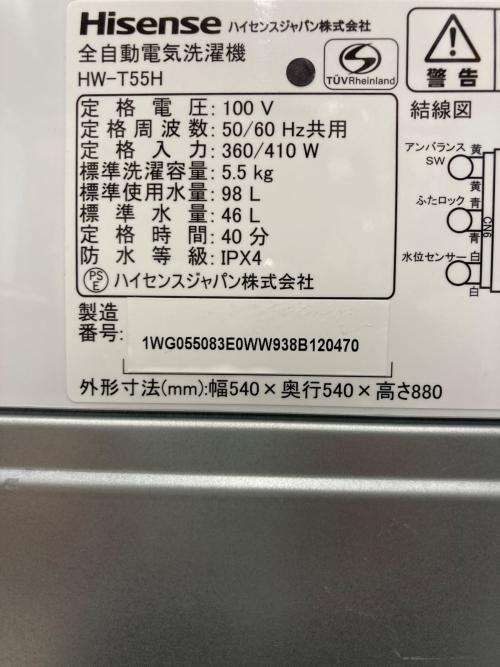 Hisense ハイセンスジャパン株式会社
全自動電気洗濯機
HW-T55H
TÜVRheinland
警告
定格電圧: 100 V
定格周波数: 50/60 Hz共用
定格入力: 360/410 W
標準洗濯容量: 5.5 kg
標準使用水量: 98 L
標準水量: 46 L
定格時間: 40 分
防水等級: IPX4
PS E ハイセンスジャパン株式会社
製造
番号: 1WG055083E0WW938B120470
外形寸法(mm):幅540×奥行540×高さ880
結線図
アンバランス 黄
SW 黄
ふたロック 青
青
CN6
水位センサー 白
白